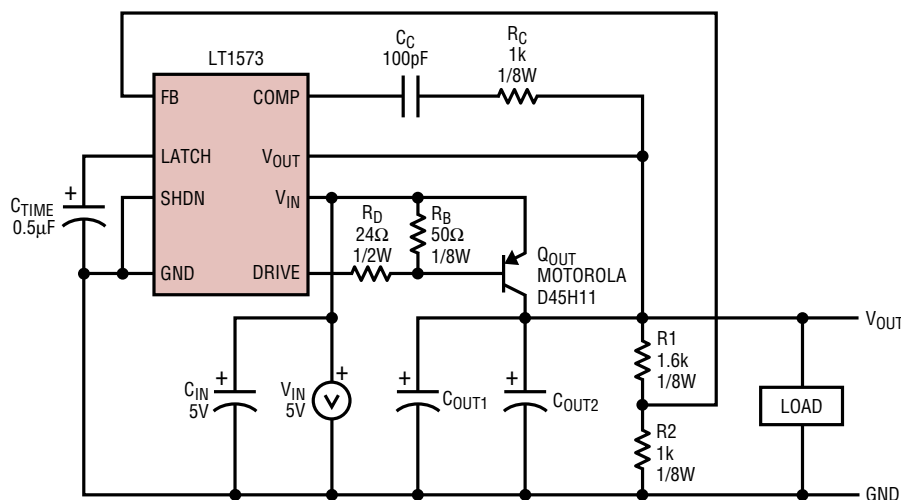 LT1573
FB
COMP
LATCH
VOUT
SHDN
VIN
GND
DRIVE
CC
100pF
RC
1k
1/8W
CTIME
0.5µF
+
RD
24Ω
1/2W
RB
50Ω
1/8W
QOUT
MOTOROLA
D45H11
VOUT
+
CIN
5V
+
VIN
5V
V
+
COUT1
+
COUT2
R1
1.6k
1/8W
R2
1k
1/8W
LOAD
GND